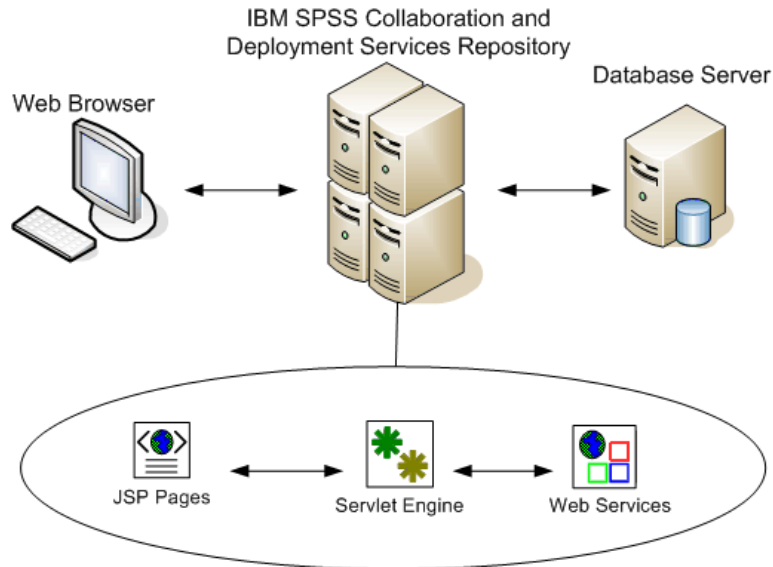 IBM SPSS Collaboration and
Deployment Services Repository
Database Server
Web Browser
JSP Pages
Servlet Engine
Web Services